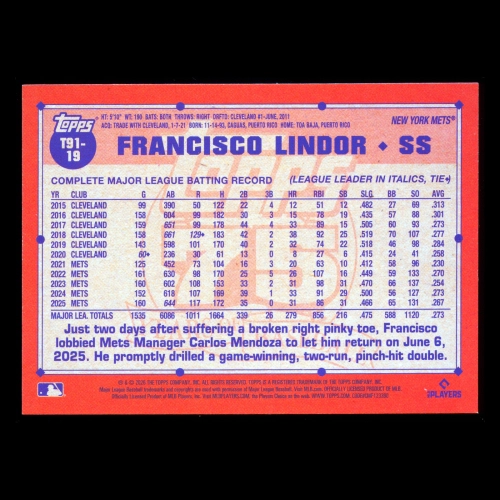 Topps
T91-
19
HT: 5'10" WT: 190 BATS: BOTH THROWS: RIGHT DRFTD: CLEVELAND #1-JUNE, 2011
ACQ: TRADE WITH CLEVELAND, 1-7-21 BORN: 11-14-93, CAGUAS, PUERTO RICO HOME: TOA BAJA, PUERTO RICO
NEW YORK METS®
FRANCISCO LINDOR • SS
COMPLETE MAJOR LEAGUE BATTING RECORD (LEAGUE LEADER IN ITALICS, TIE+)
YR CLUB G AB R H 2B 3B HR RBI SB SLG BB SO AVG
2015 CLEVELAND 99 390 50 122 22 4 12 51 12 .482 27 69 .313
2016 CLEVELAND 158 604 99 182 30 3 15 78 19 .435 57 88 .301
2017 CLEVELAND 159 651 99 178 44 4 33 89 15 .505 60 93 .273
2018 CLEVELAND 158 661 129+ 183 42 2 38 92 25 .519 70 107 .277
2019 CLEVELAND 143 598 101 170 40 2 32 74 22 .518 46 98 .284
2020 CLEVELAND 60+ 236 30 61 13 0 8 27 6 .415 24 41 .258
2021 METS 125 452 73 104 16 3 20 63 10 .412 58 96 .230
2022 METS 161 630 98 170 25 5 26 107 16 .449 59 133 .270
2023 METS 160 602 108 153 33 2 31 98 31 .470 66 137 .254
2024 METS 152 618 107 169 39 1 33 91 29 .500 56 127 .273
2025 METS 160 644 117 172 35 0 31 86 31 .466 65 131 .267
MAJOR LEA. TOTALS 1535 6086 1011 1664 339 26 279 856 216 .475 588 1120 .273
Just two days after suffering a broken right pinky toe, Francisco
lobbied Mets Manager Carlos Mendoza to let him return on June 6,
2025. He promptly drilled a game-winning, two-run, pinch-hit double.
PLAYERS